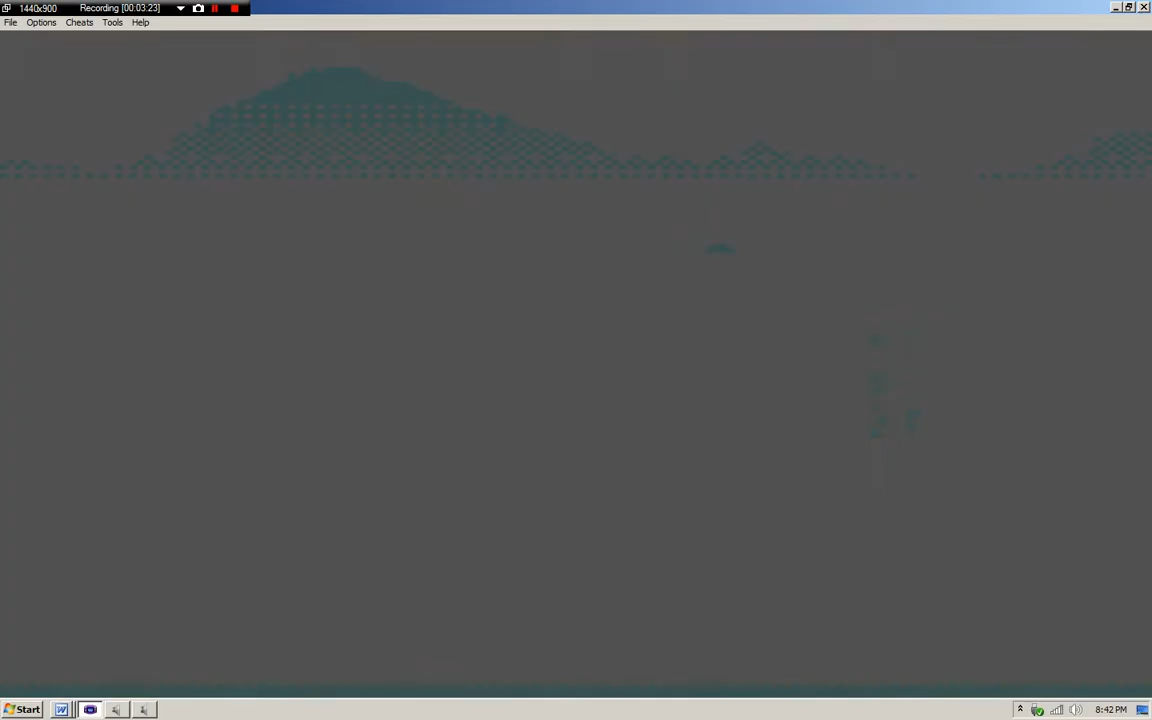 1440x900 Recording [00:03:23]
File Options Cheats Tools Help
Start 8:42 PM